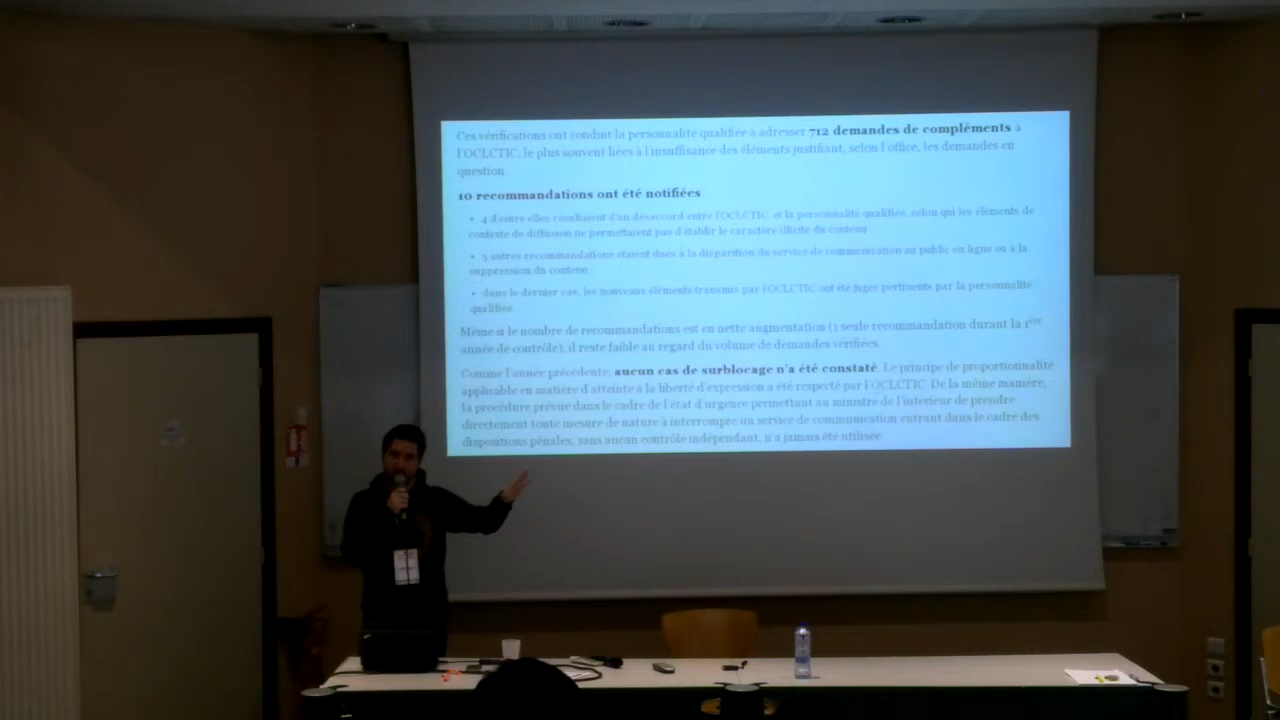 Ces vérifications ont conduit la personnalité qualifiée à adresser 712 demandes de compléments à
l'OCLCTIC, le plus souvent liées à l'insuffisance des éléments justifiant, selon l'office, les demandes en
question.
10 recommandations ont été notifiées
• 4 d'entre elles résultaient d'un désaccord entre l'OCLCTIC et la personnalité qualifiée, selon qui les éléments de
contexte de diffusion ne permettaient pas d'établir le caractère illicite du contenu
• 5 autres recommandations étaient dues à la disparition du service de communication au public en ligne ou à la
suppression du contenu
• dans le dernier cas, les nouveaux éléments transmis par l'OCLCTIC ont été jugés pertinents par la personnalité
qualifiée.
Même si le nombre de recommandations est en nette augmentation (1 seule recommandation durant la 1ère
année de contrôle), il reste faible au regard du volume de demandes vérifiées.
Comme l'année précédente, aucun cas de surblocage n'a été constaté. Le principe de proportionnalité
applicable en matière d'atteinte à la liberté d'expression a été respecté par l'OCLCTIC. De la même manière,
la procédure prévue dans le cadre de l'état d'urgence permettant au ministre de l'intérieur de prendre
directement toute mesure de nature à interrompre un service de communication entrant dans le cadre des
dispositions pénales, sans aucun contrôle indépendant, n'a jamais été utilisée.